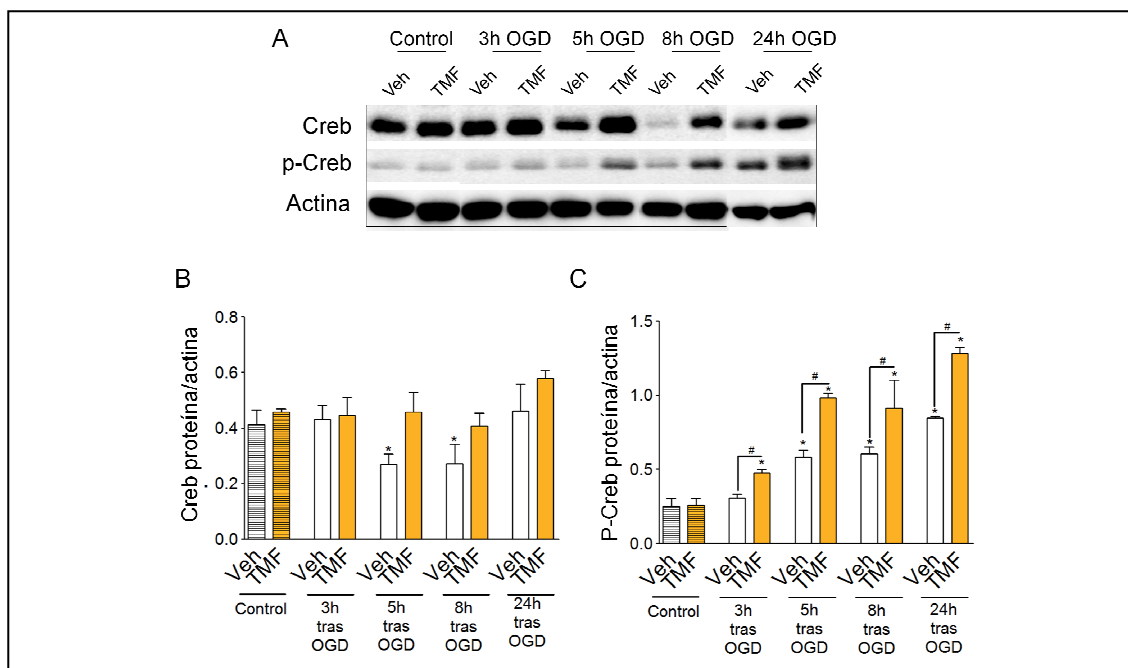 A
Control 3h OGD 5h OGD 8h OGD 24h OGD
Veh TMF Veh TMF Veh TMF Veh TMF Veh TMF
Creb
p-Creb
Actina
B
Creb proteína/actina
0.8
0.6
0.4
0.2
0.0
* *
Veh TMF Veh TMF Veh TMF Veh TMF Veh TMF
Control 3h 5h 8h 24h
tras tras tras tras
OGD OGD OGD OGD
C
P-Creb proteína/actina
1.5
1.0
0.5
0.0
# * * # * * # * * # *
Veh TMF Veh TMF Veh TMF Veh TMF Veh TMF
Control 3h 5h 8h 24h
tras tras tras tras
OGD OGD OGD OGD